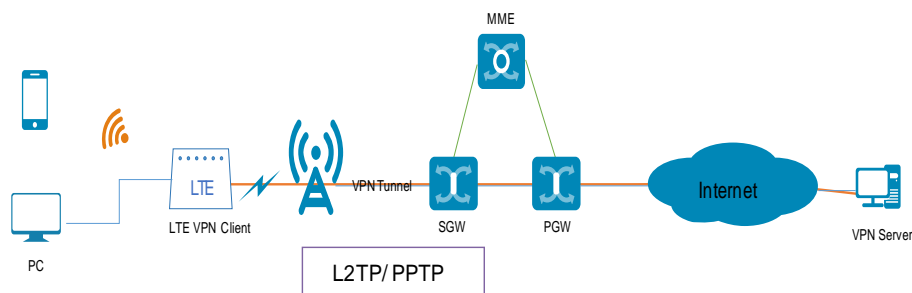 MME
LTE
VPN Tunnel
Internet
LTE VPN Client
SGW
PGW
VPN Server
PC
L2TP/ PPTP